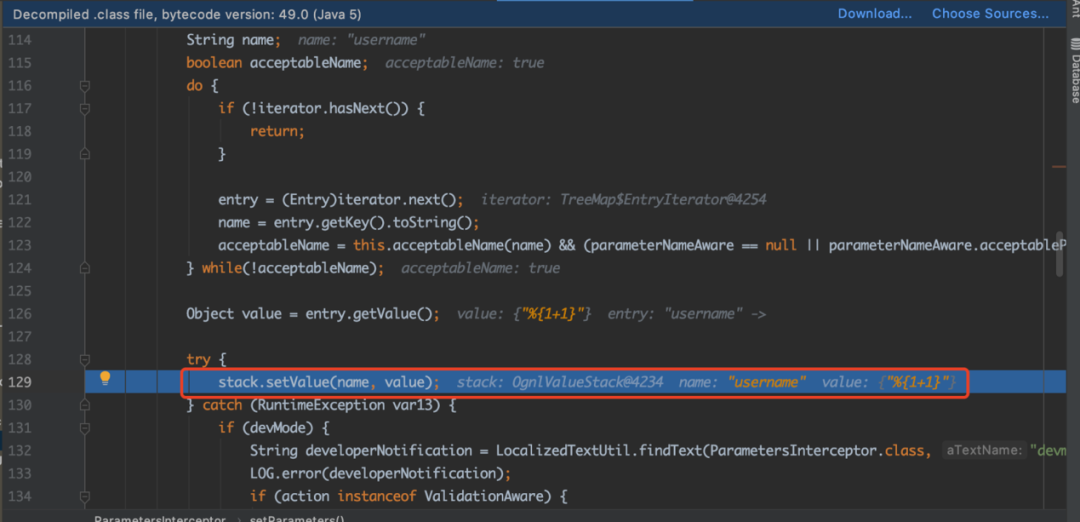 Decompiled .class file, bytecode version: 49.0 (Java 5) Download... Choose Sources...
Ant
Database
114 String name; name: "username"
115 boolean acceptableName; acceptableName: true
116 do {
117 if (!iterator.hasNext()) {
118 return;
119 }
120
121 entry = (Entry)iterator.next(); iterator: TreeMap$EntryIterator@4254
122 name = entry.getKey().toString();
123 acceptableName = this.acceptableName(name) && (parameterNameAware == null || parameterNameAware.acceptableP
124 } while(!acceptableName); acceptableName: true
125
126 Object value = entry.getValue(); value: {"%{1+1}"} entry: "username" ->
127
128 try {
129 stack.setValue(name, value); stack: OgnlValueStack@4234 name: "username" value: {"%{1+1}"}
130 } catch (RuntimeException var13) {
131 if (devMode) {
132 String developerNotification = LocalizedTextUtil.findText(ParametersInterceptor.class, aTextName: "devm
133 LOG.error(developerNotification);
134 if (action instanceof ValidationAware) {
ParametersInterceptor > setParameters()